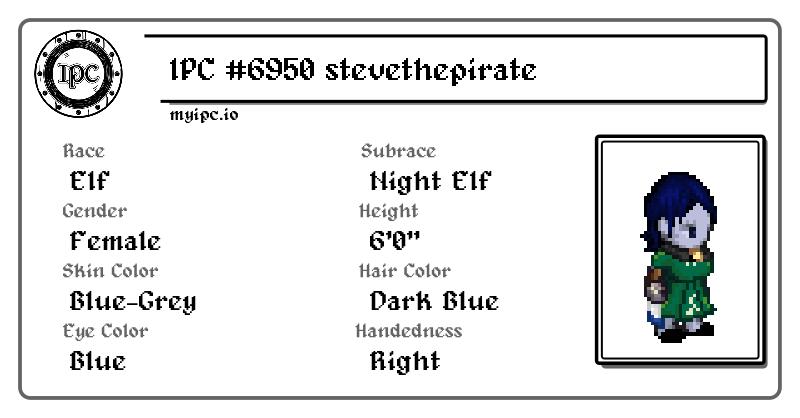 IPC
IPC #6950 stevethepirate
myipc.io
Race
Elf
Subrace
Night Elf
Gender
Female
Height
6'0"
Skin Color
Blue-Grey
Hair Color
Dark Blue
Eye Color
Blue
Handedness
Right